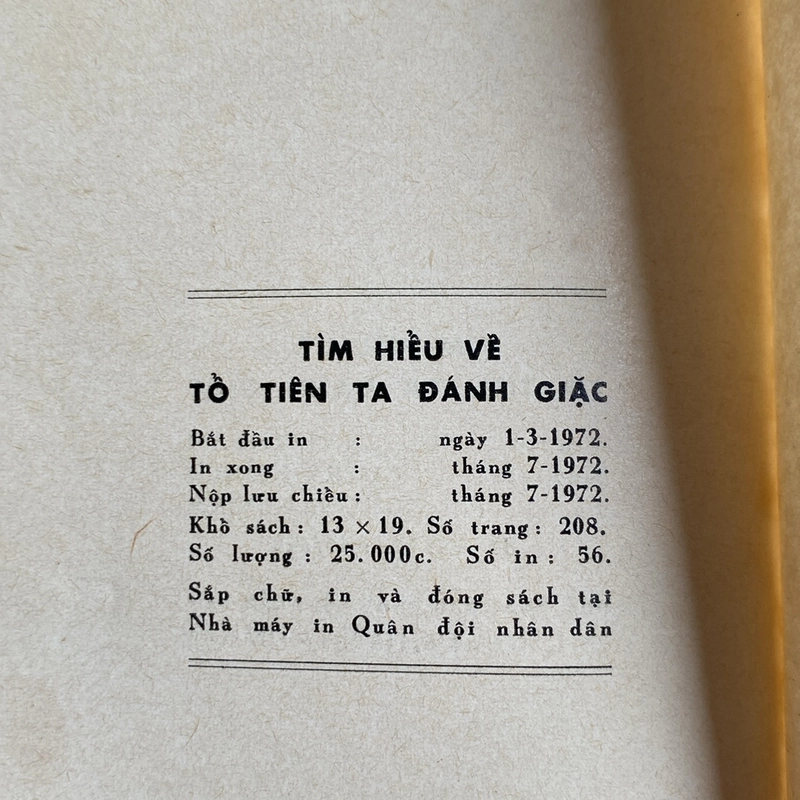 TÌM HIỂU VỀ
TỔ TIÊN TA ĐÁNH GIẶC
Bắt đầu in : ngày 1-3-1972.
In xong : tháng 7-1972.
Nộp lưu chiều : tháng 7-1972.
Khổ sách : 13 × 19. Số trang : 208.
Số lượng : 25.000c. Số in : 56.
Sắp chữ, in và đóng sách tại
Nhà máy in Quân đội nhân dân